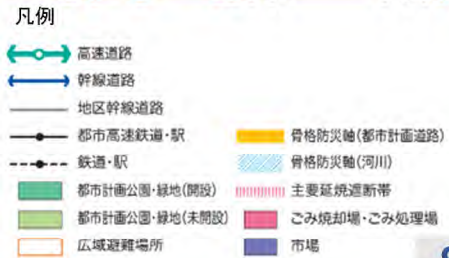 凡例
高速道路
幹線道路
地区幹線道路
都市高速鉄道・駅
鉄道・駅
都市計画公園・緑地(開設)
都市計画公園・緑地(未開設)
広域避難場所
骨格防災軸(都市計画道路)
骨格防災軸(河川)
主要延焼遮断帯
ごみ焼却場・ごみ処理場
市場